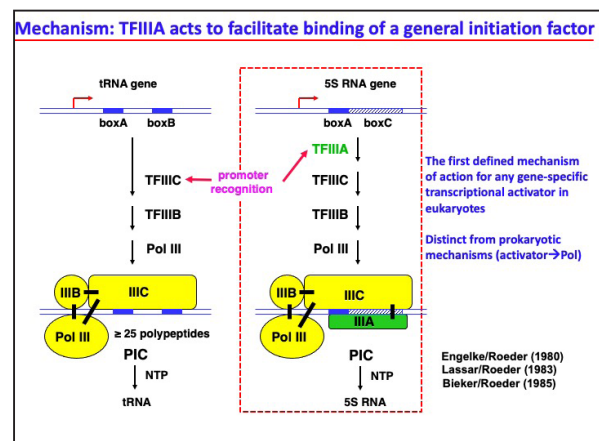 Mechanism: TFIIIA acts to facilitate binding of a general initiation factor
tRNA gene
boxA boxB
TFIIIC
TFIIIB
Pol III
IIIB
IIIC
Pol III
≥ 25 polypeptides
PIC
NTP
tRNA
promoter
recognition
5S RNA gene
boxA boxC
TFIIIA
TFIIIC
TFIIIB
Pol III
IIIB
IIIC
IIIA
Pol III
PIC
NTP
5S RNA
The first defined mechanism
of action for any gene-specific
transcriptional activator in
eukaryotes
Distinct from prokaryotic
mechanisms (activator→Pol)
Engelke/Roeder (1980)
Lassar/Roeder (1983)
Bieker/Roeder (1985)